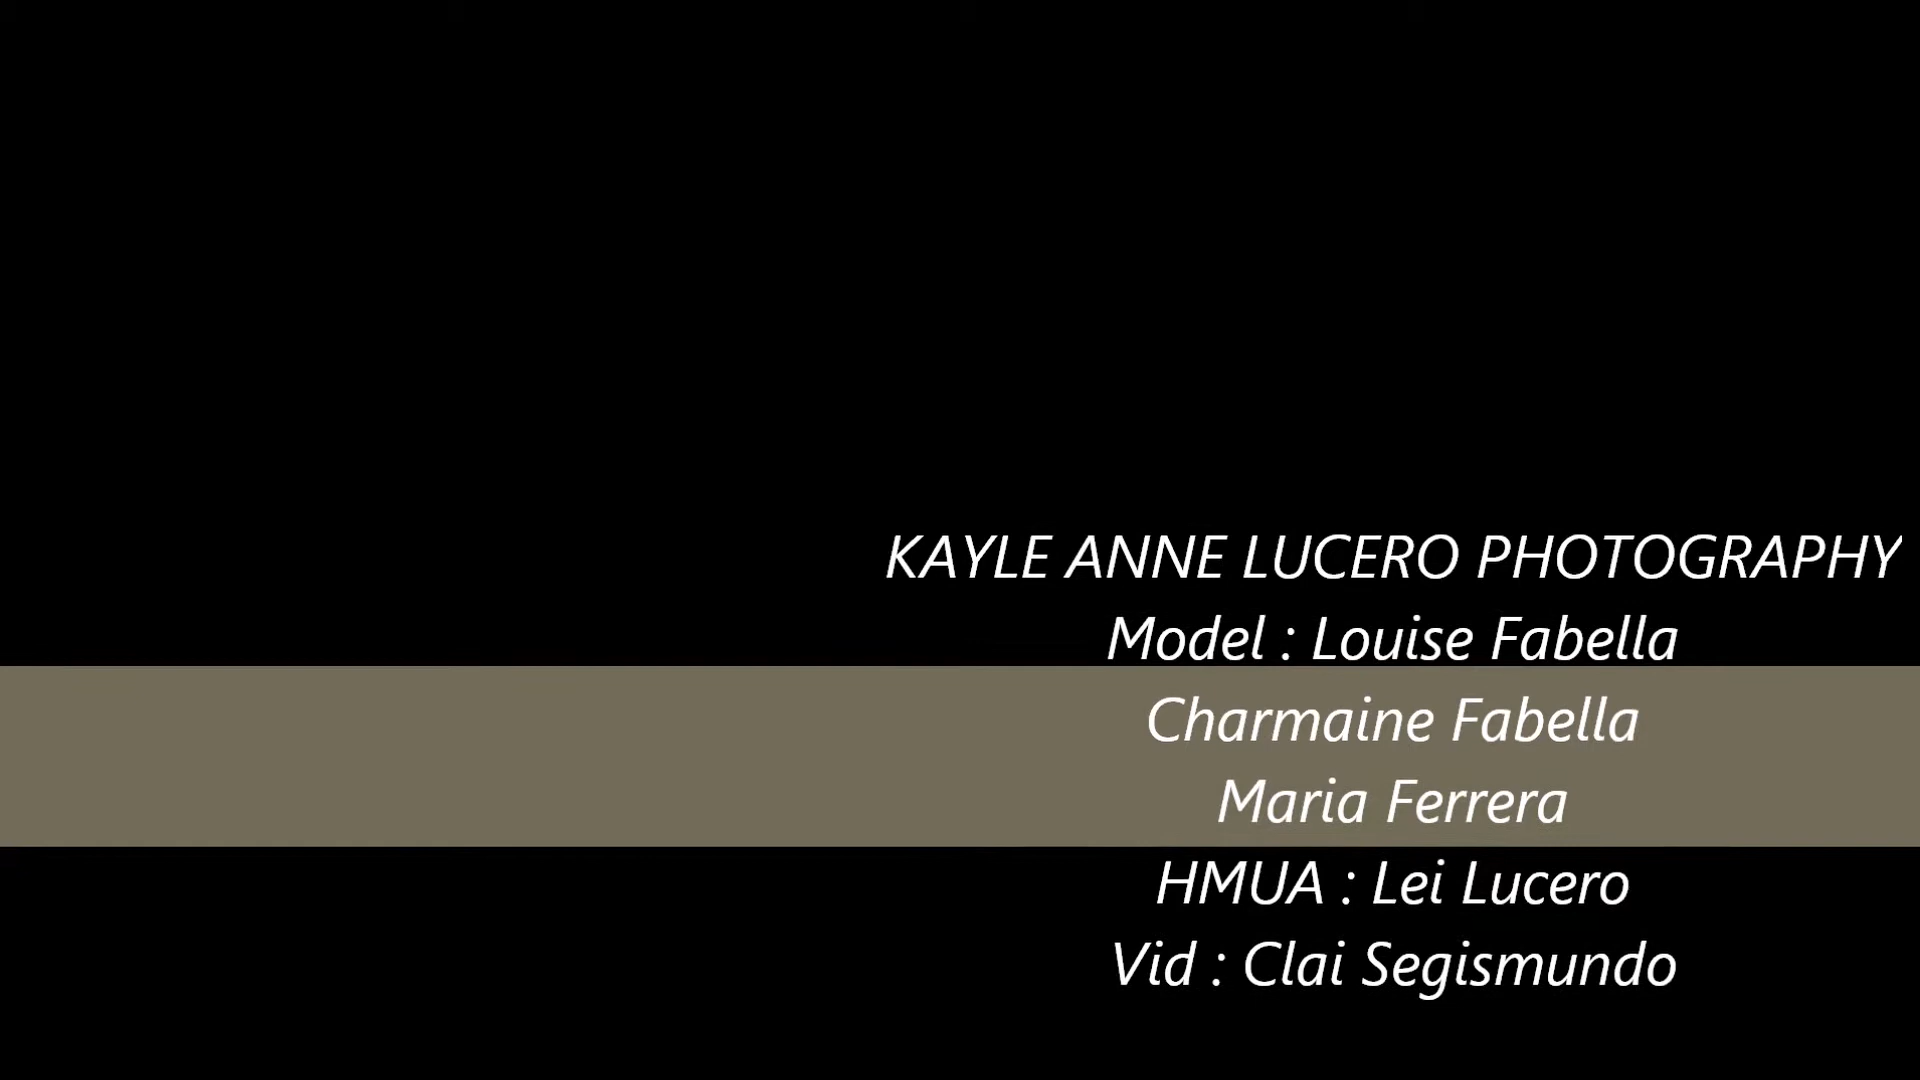 KAYLE ANNE LUCERO PHOTOGRAPHY
Model : Louise Fabella
Charmaine Fabella
Maria Ferrera
HMUA : Lei Lucero
Vid : Clai Segismundo